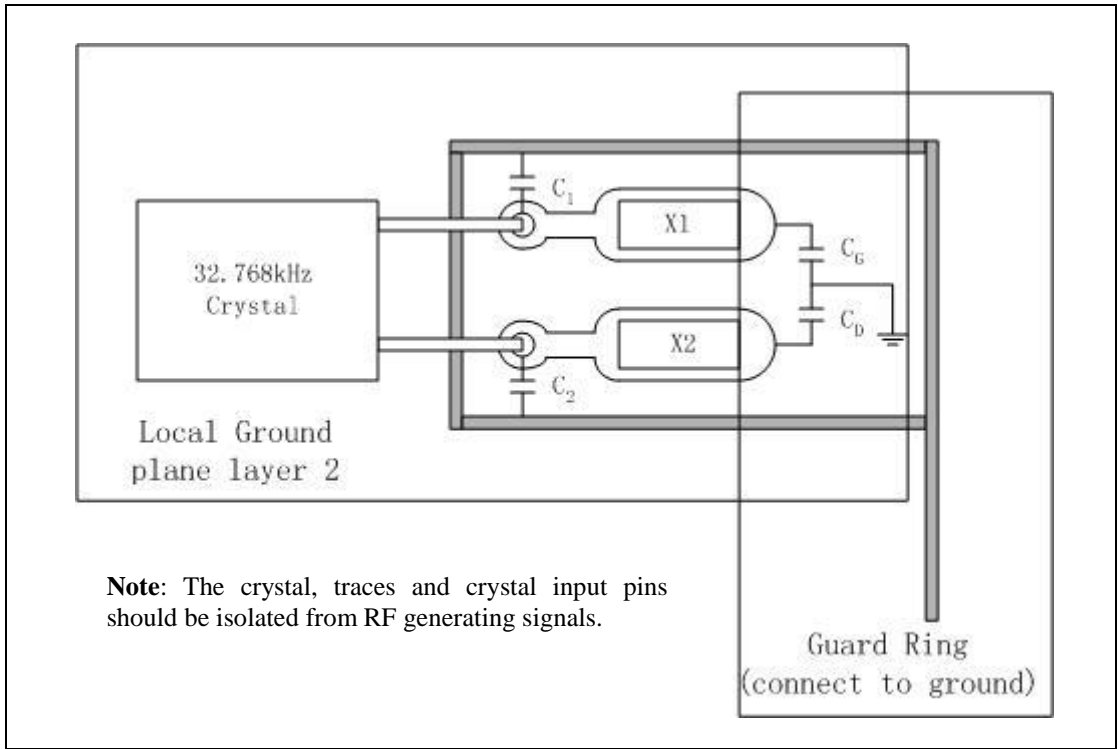 C1
X1
CG
32.768kHz
Crystal
CD
X2
C2
Local Ground
plane layer 2
Note: The crystal, traces and crystal input pins
should be isolated from RF generating signals.
Guard Ring
(connect to ground)